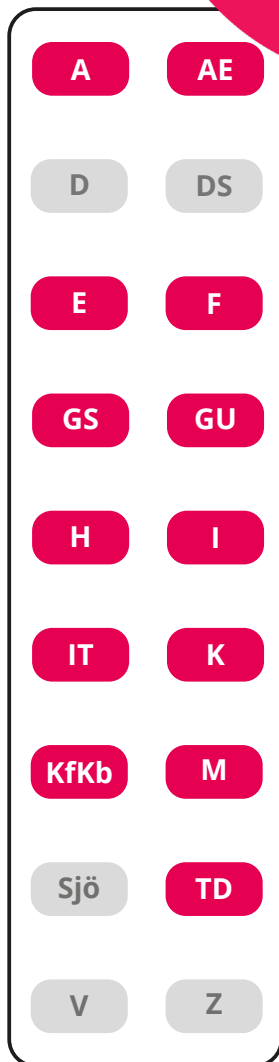 A AE
D DS
E F
GS GU
H I
IT K
KfKb M
Sjö TD
V Z